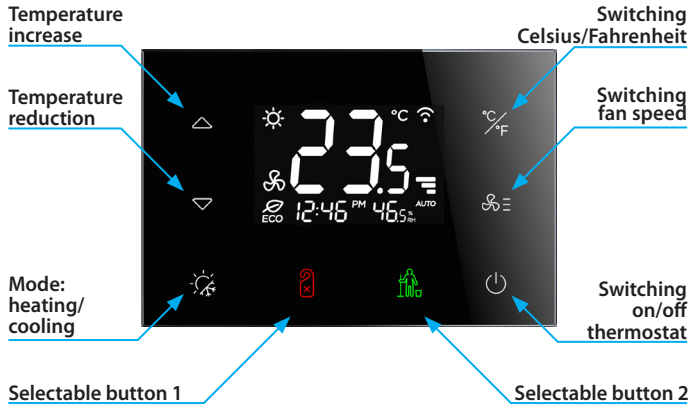 Temperature
increase
Switching
Celsius/Fahrenheit
Temperature
reduction
Switching
fan speed
°C
23.5
ECO
12:46 PM 46.5% RH
AUTO
°C/°F
Mode:
heating/
cooling
Switching
on/off
thermostat
Selectable button 1
Selectable button 2